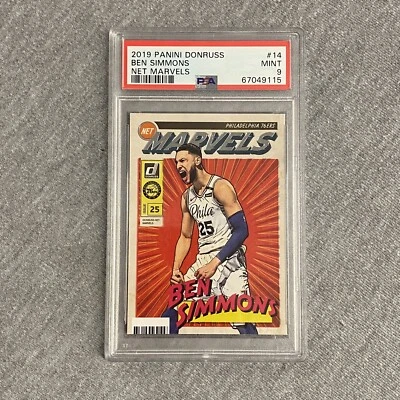 2019 PANINI DONRUSS #14
BEN SIMMONS MINT
NET MARVELS 9
PSA 67049115
PHILADELPHIA 76ERS
NET
MARVELS
25
Phila
25
BEN
SIMMONS